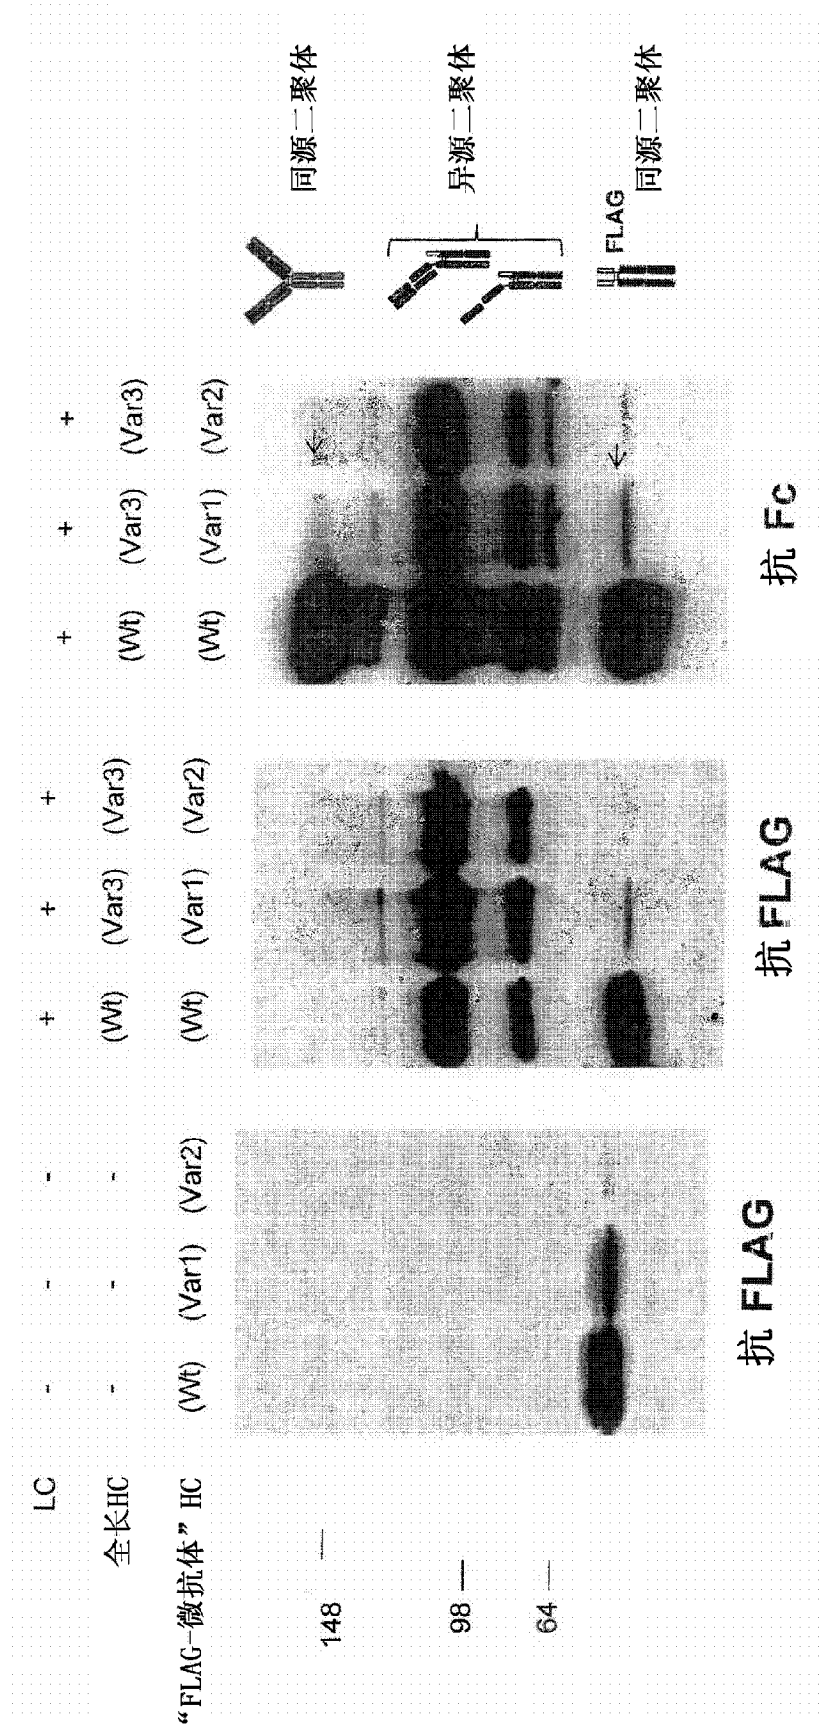 LC - - - + + + + + +
全长HC - - - (Wt) (Var3) (Var3) (Wt) (Var3) (Var3)
“FLAG-微抗体” HC (Wt) (Var1) (Var2) (Wt) (Var1) (Var2) (Wt) (Var1) (Var2)
148
同源二聚体
98
异源二聚体
64
FLAG
同源二聚体
抗 FLAG
抗 FLAG
抗 Fc